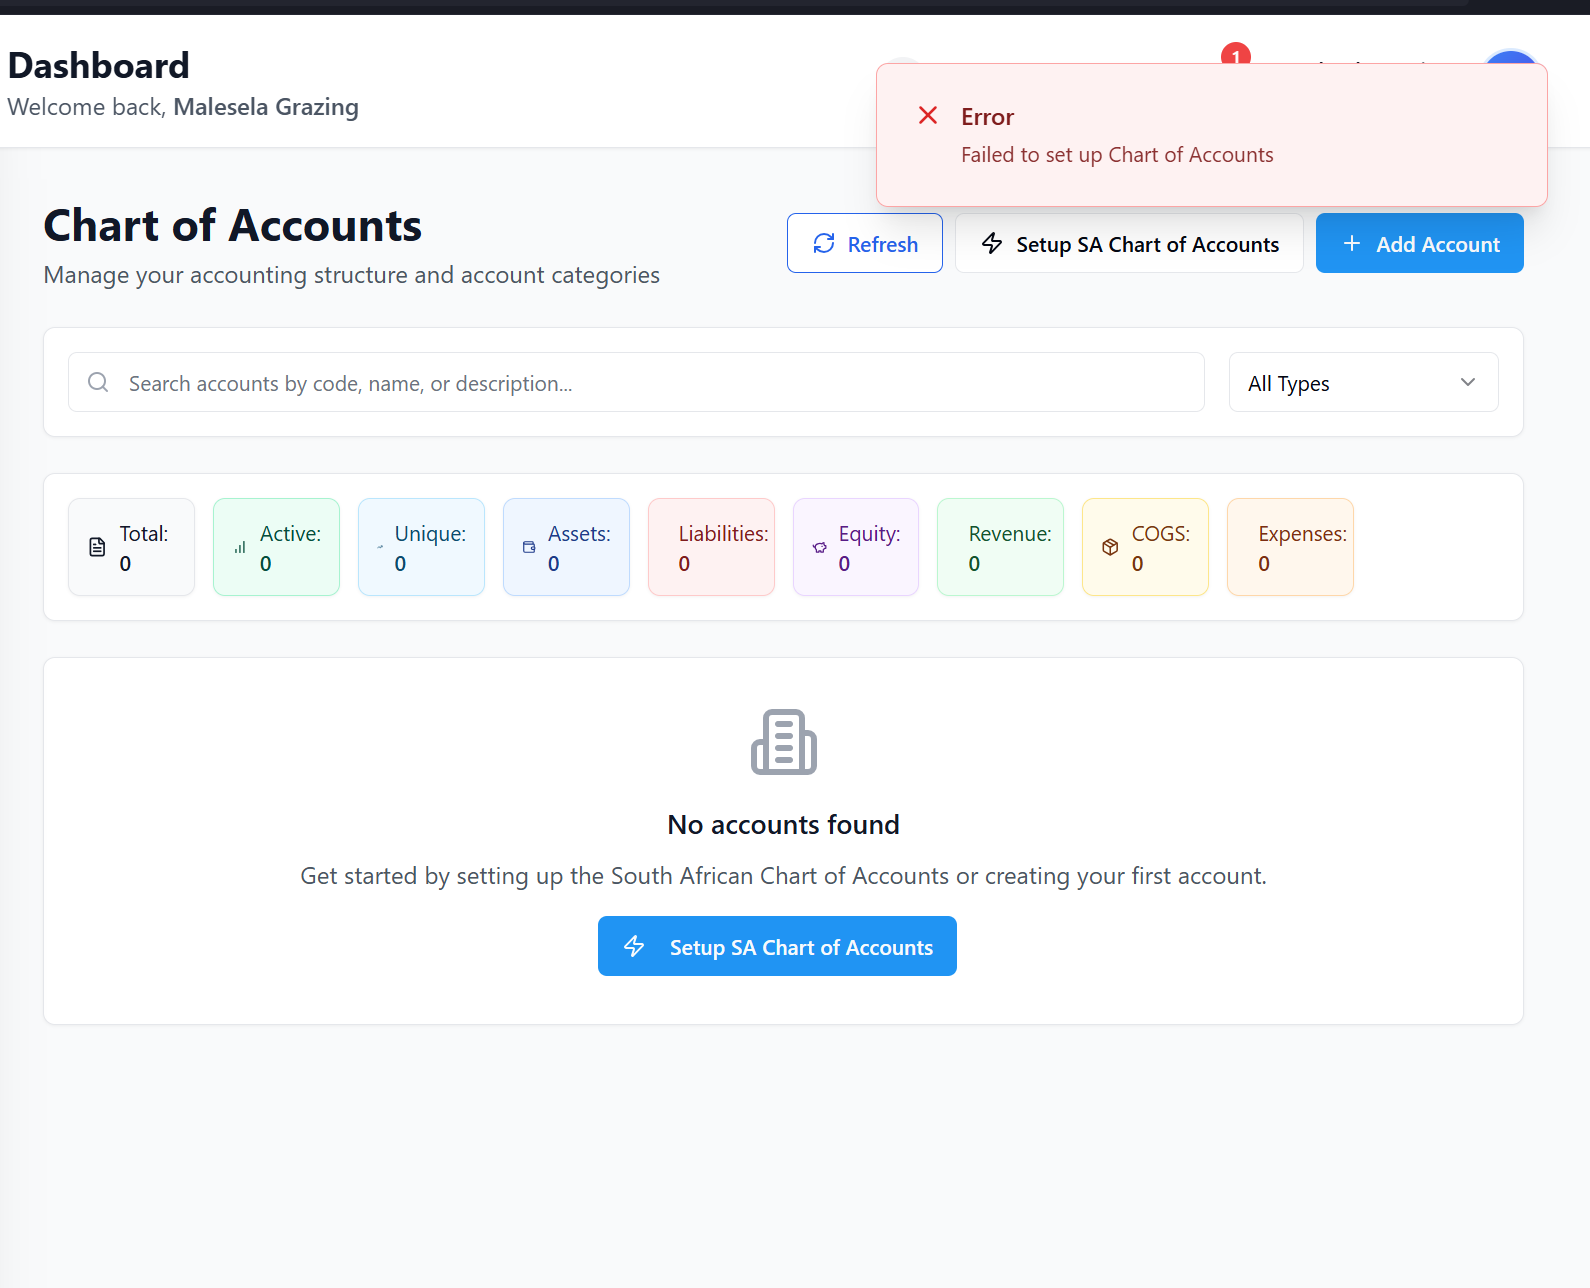 Dashboard
Welcome back, Malesela Grazing
1
Error
Failed to set up Chart of Accounts
Chart of Accounts
Manage your accounting structure and account categories
Refresh
Setup SA Chart of Accounts
Add Account
Search accounts by code, name, or description...
All Types
Total:
0
Active:
0
Unique:
0
Assets:
0
Liabilities:
0
Equity:
0
Revenue:
0
COGS:
0
Expenses:
0
No accounts found
Get started by setting up the South African Chart of Accounts or creating your first account.
Setup SA Chart of Accounts